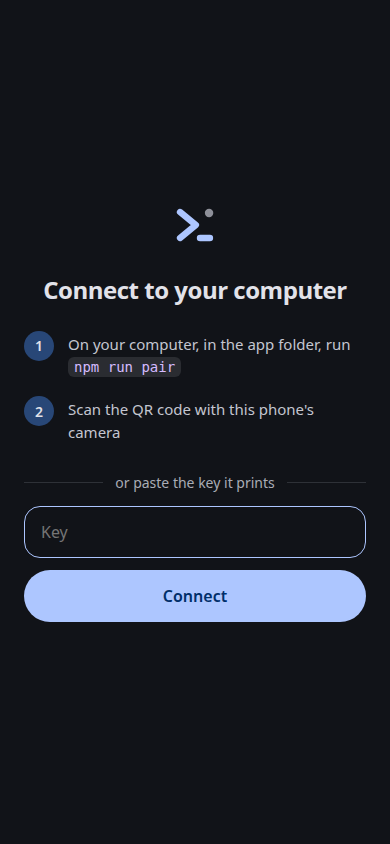 Connect to your computer
1 On your computer, in the app folder, run
npm run pair
2 Scan the QR code with this phone's
camera
or paste the key it prints
Key
Connect